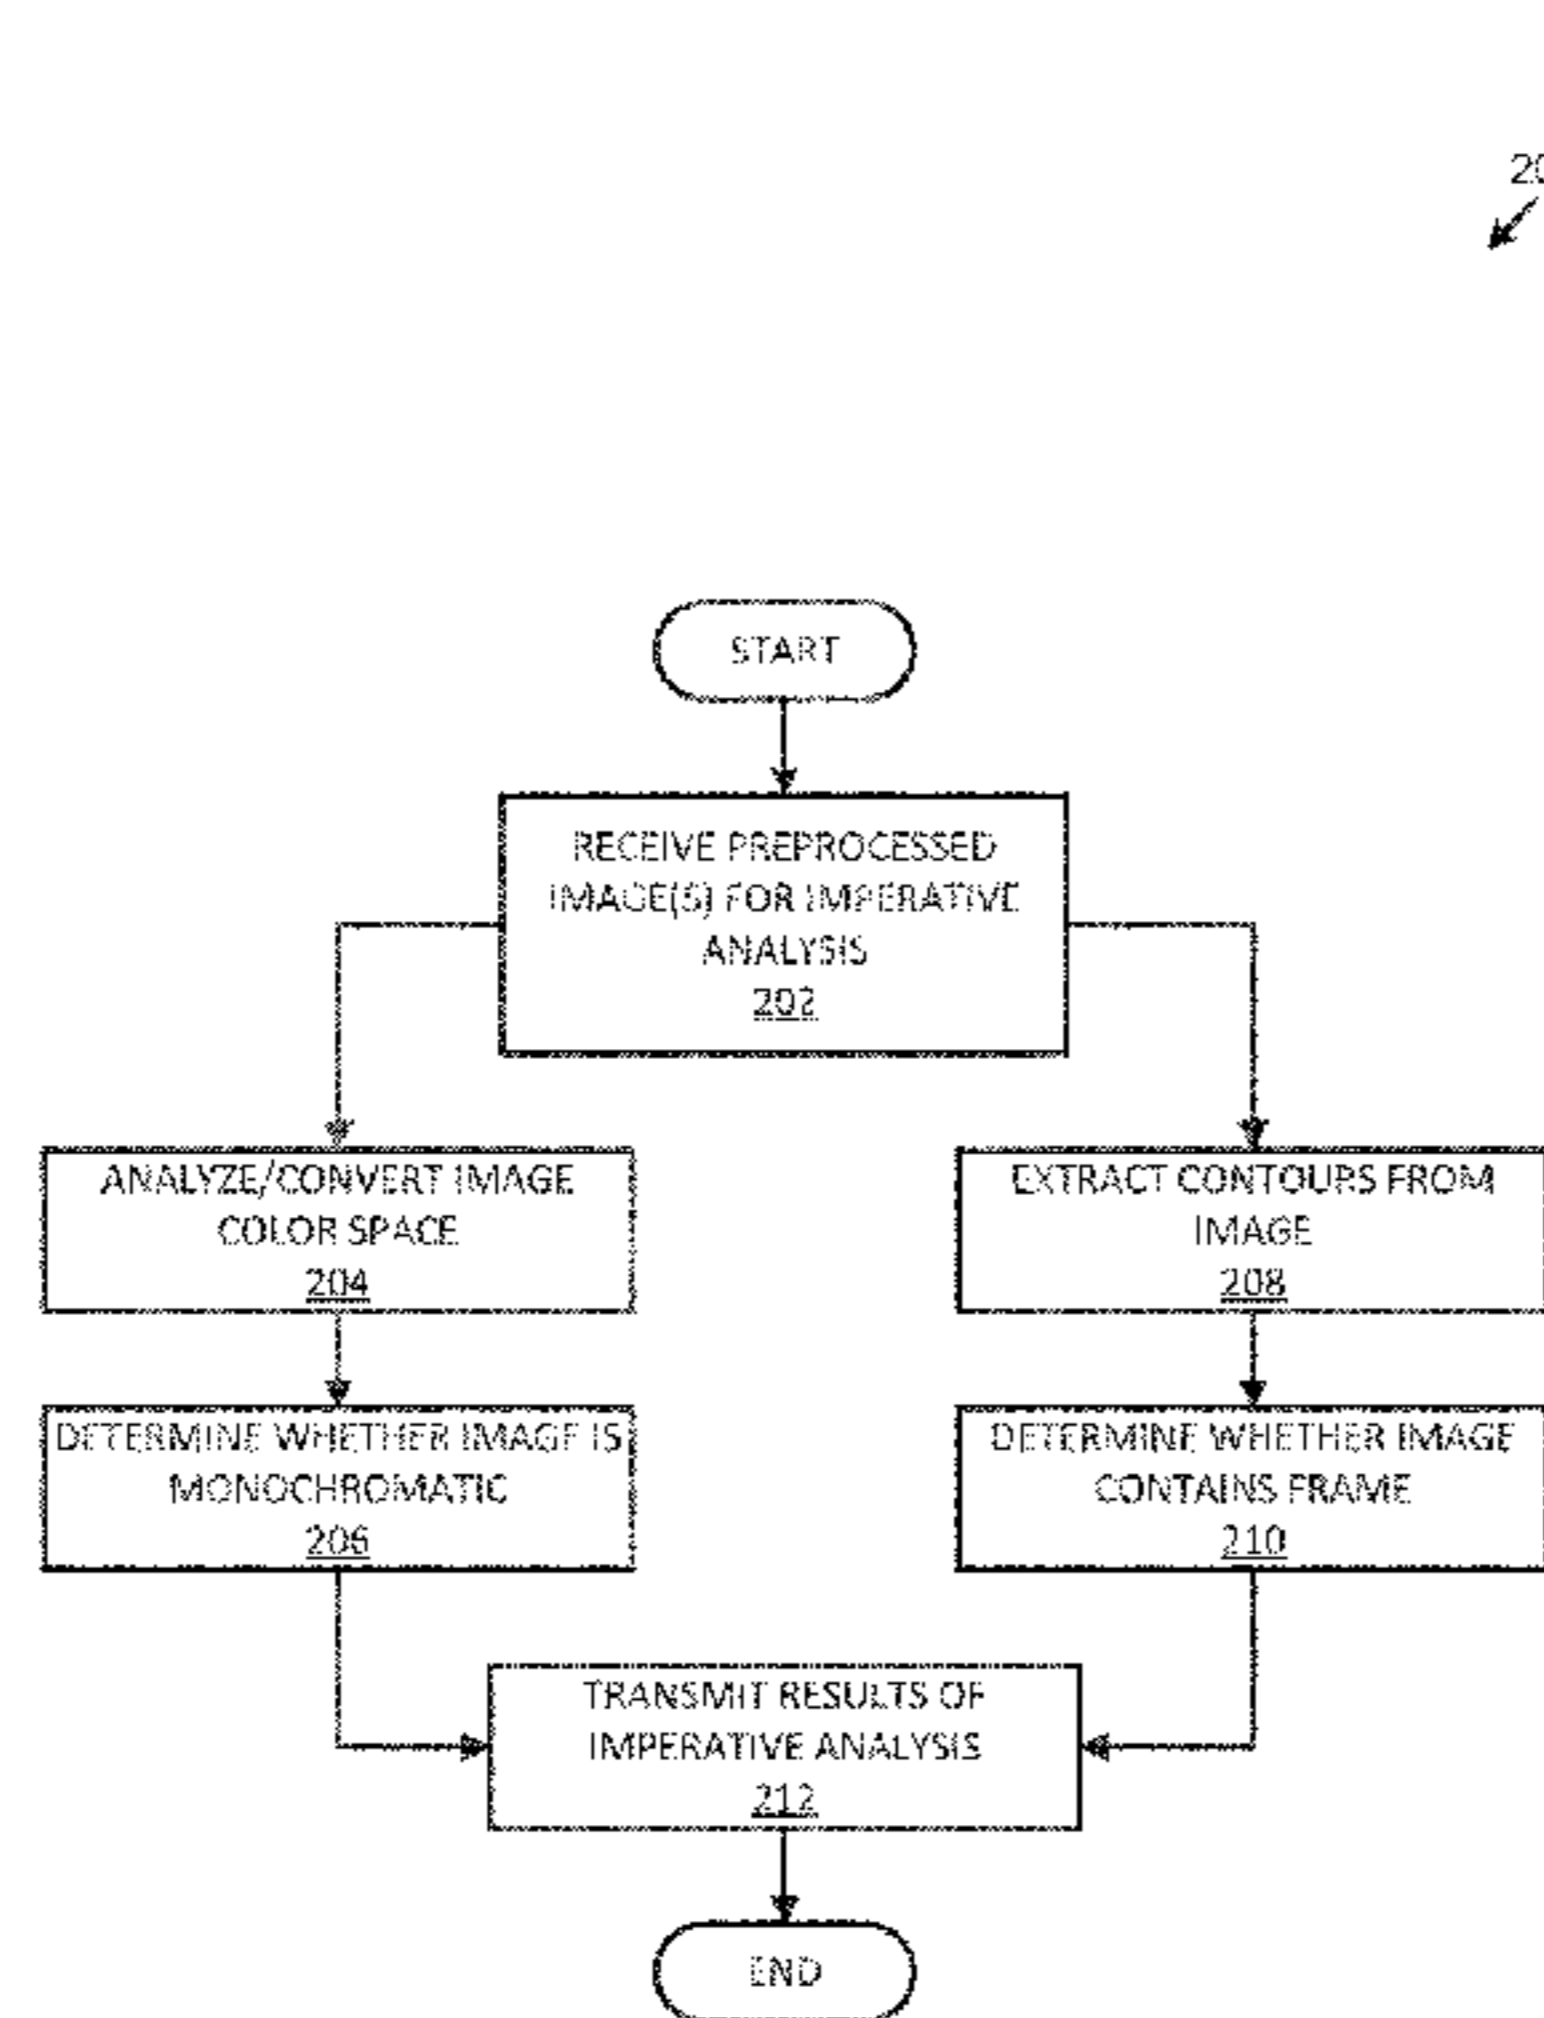 START
RECEIVE PREPROCESSED
IMAGE(S) FOR IMPERATIVE
ANALYSIS
202
ANALYZE/CONVERT IMAGE
COLOR SPACE
204
EXTRACT CONTOURS FROM
IMAGE
208
DETERMINE WHETHER IMAGE IS
MONOCHROMATIC
206
DETERMINE WHETHER IMAGE
CONTAINS FRAME
210
TRANSMIT RESULTS OF
IMPERATIVE ANALYSIS
212
END